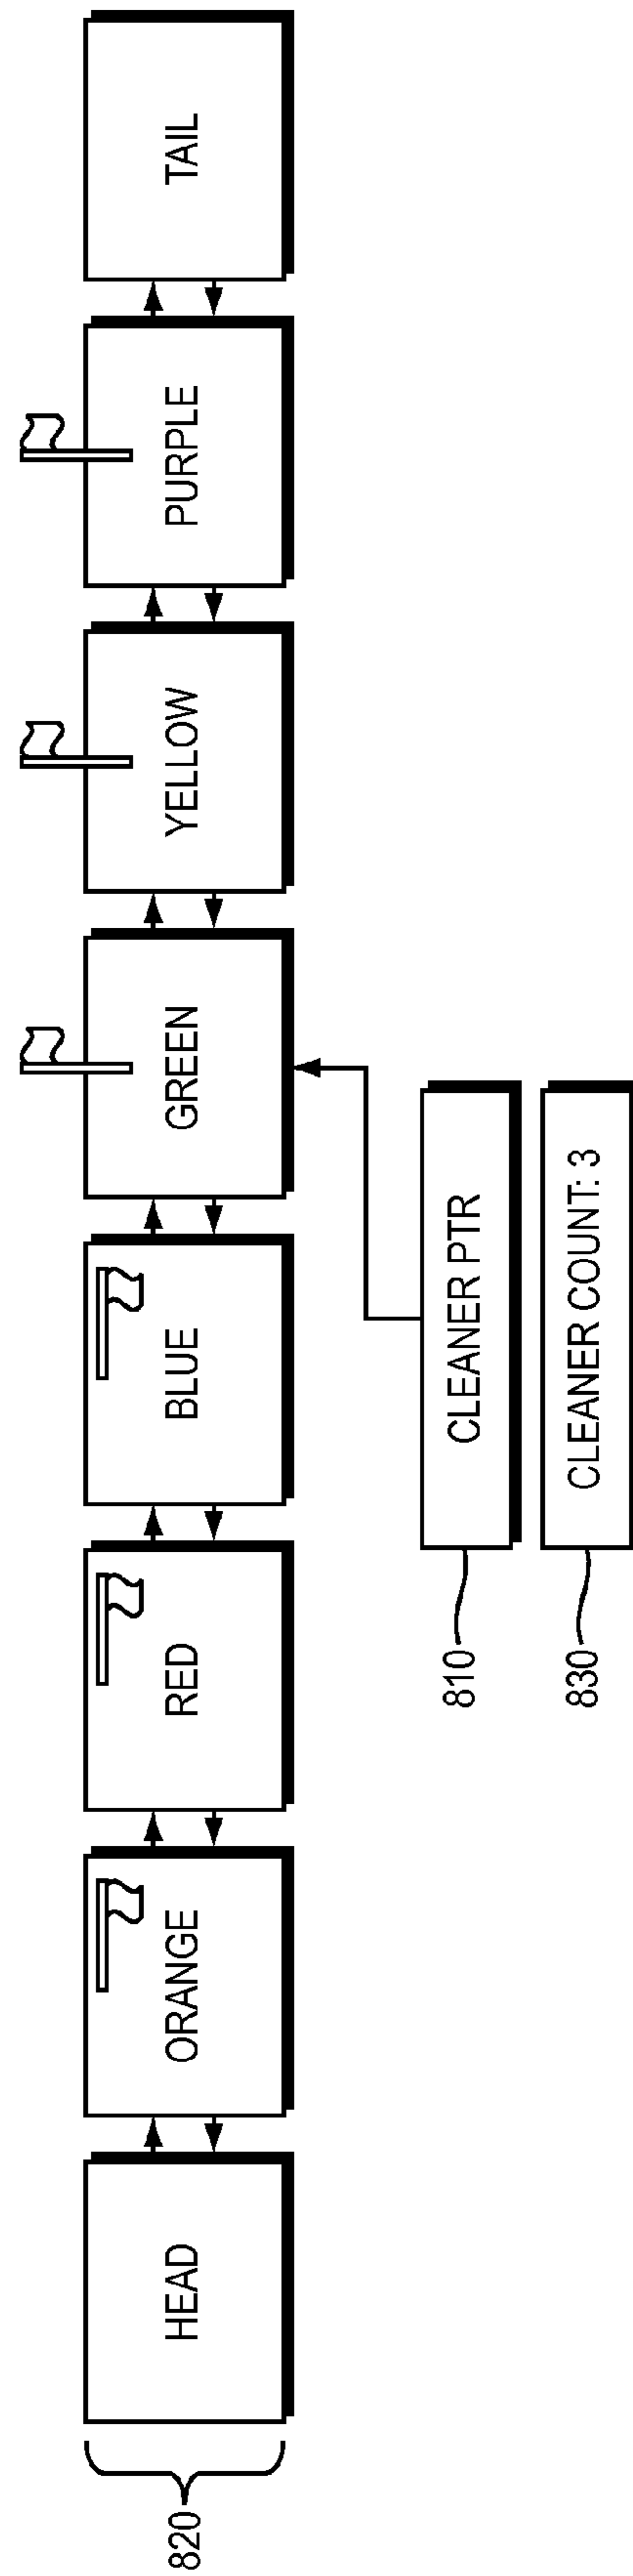 820
HEAD
ORANGE
RED
BLUE
GREEN
YELLOW
PURPLE
TAIL
810
CLEANER PTR
830
CLEANER COUNT: 3